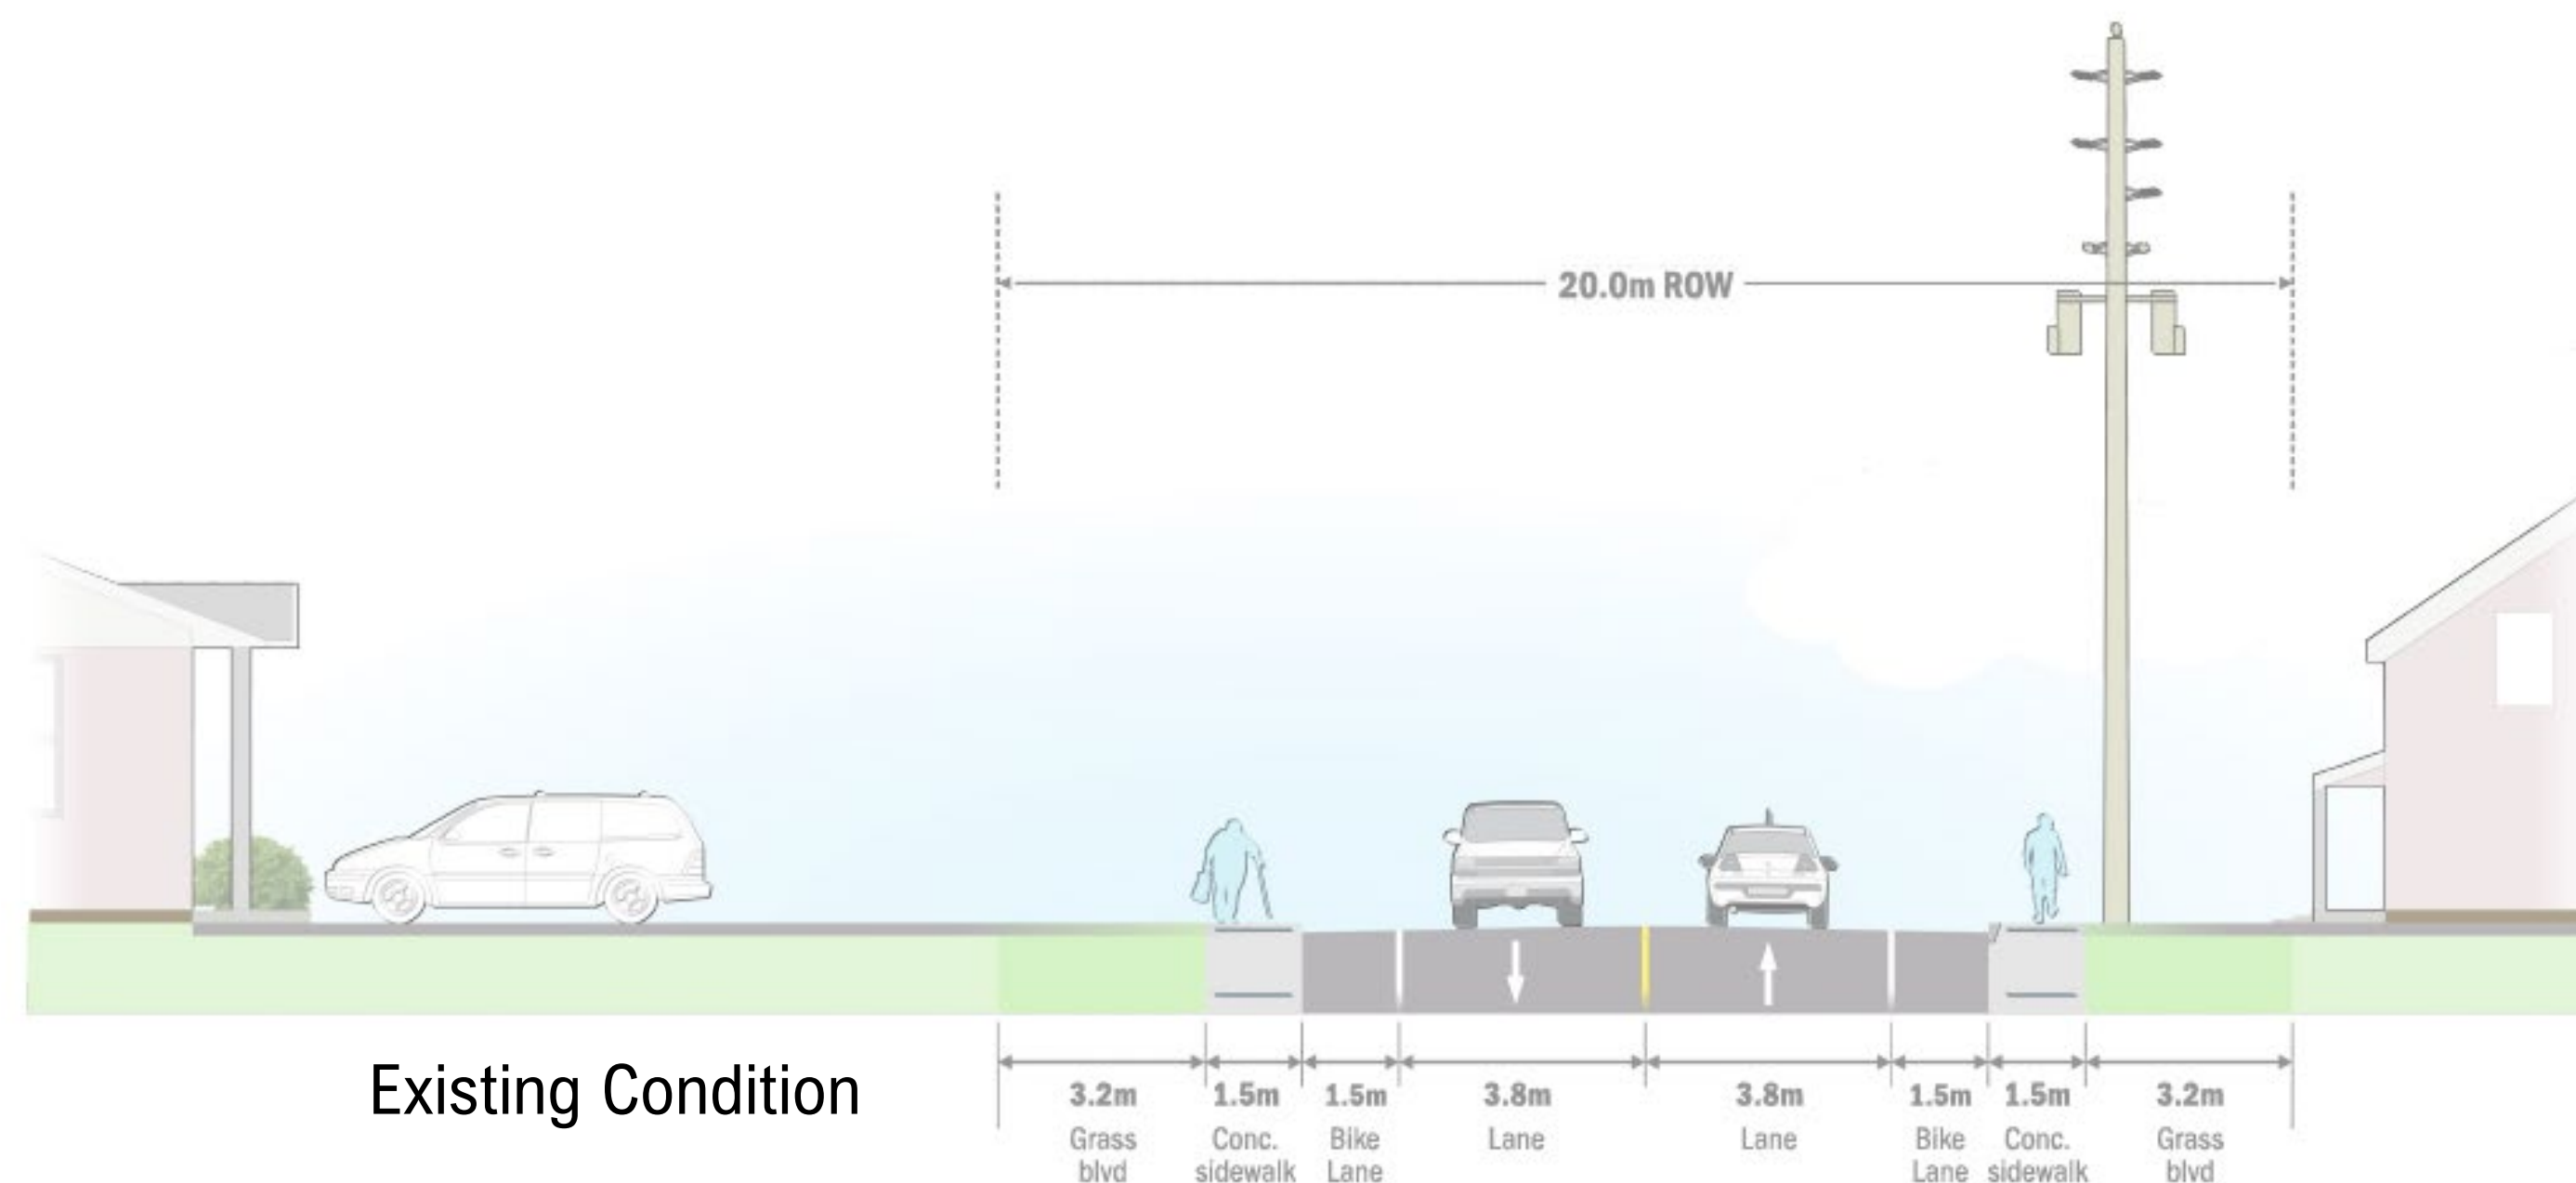 20.0m ROW
Existing Condition
3.2m 1.5m 1.5m 3.8m 3.8m 1.5m 1.5m 3.2m
Grass Conc. Bike Lane Lane Bike Conc. Grass
blvd sidewalk Lane Lane sidewalk blvd